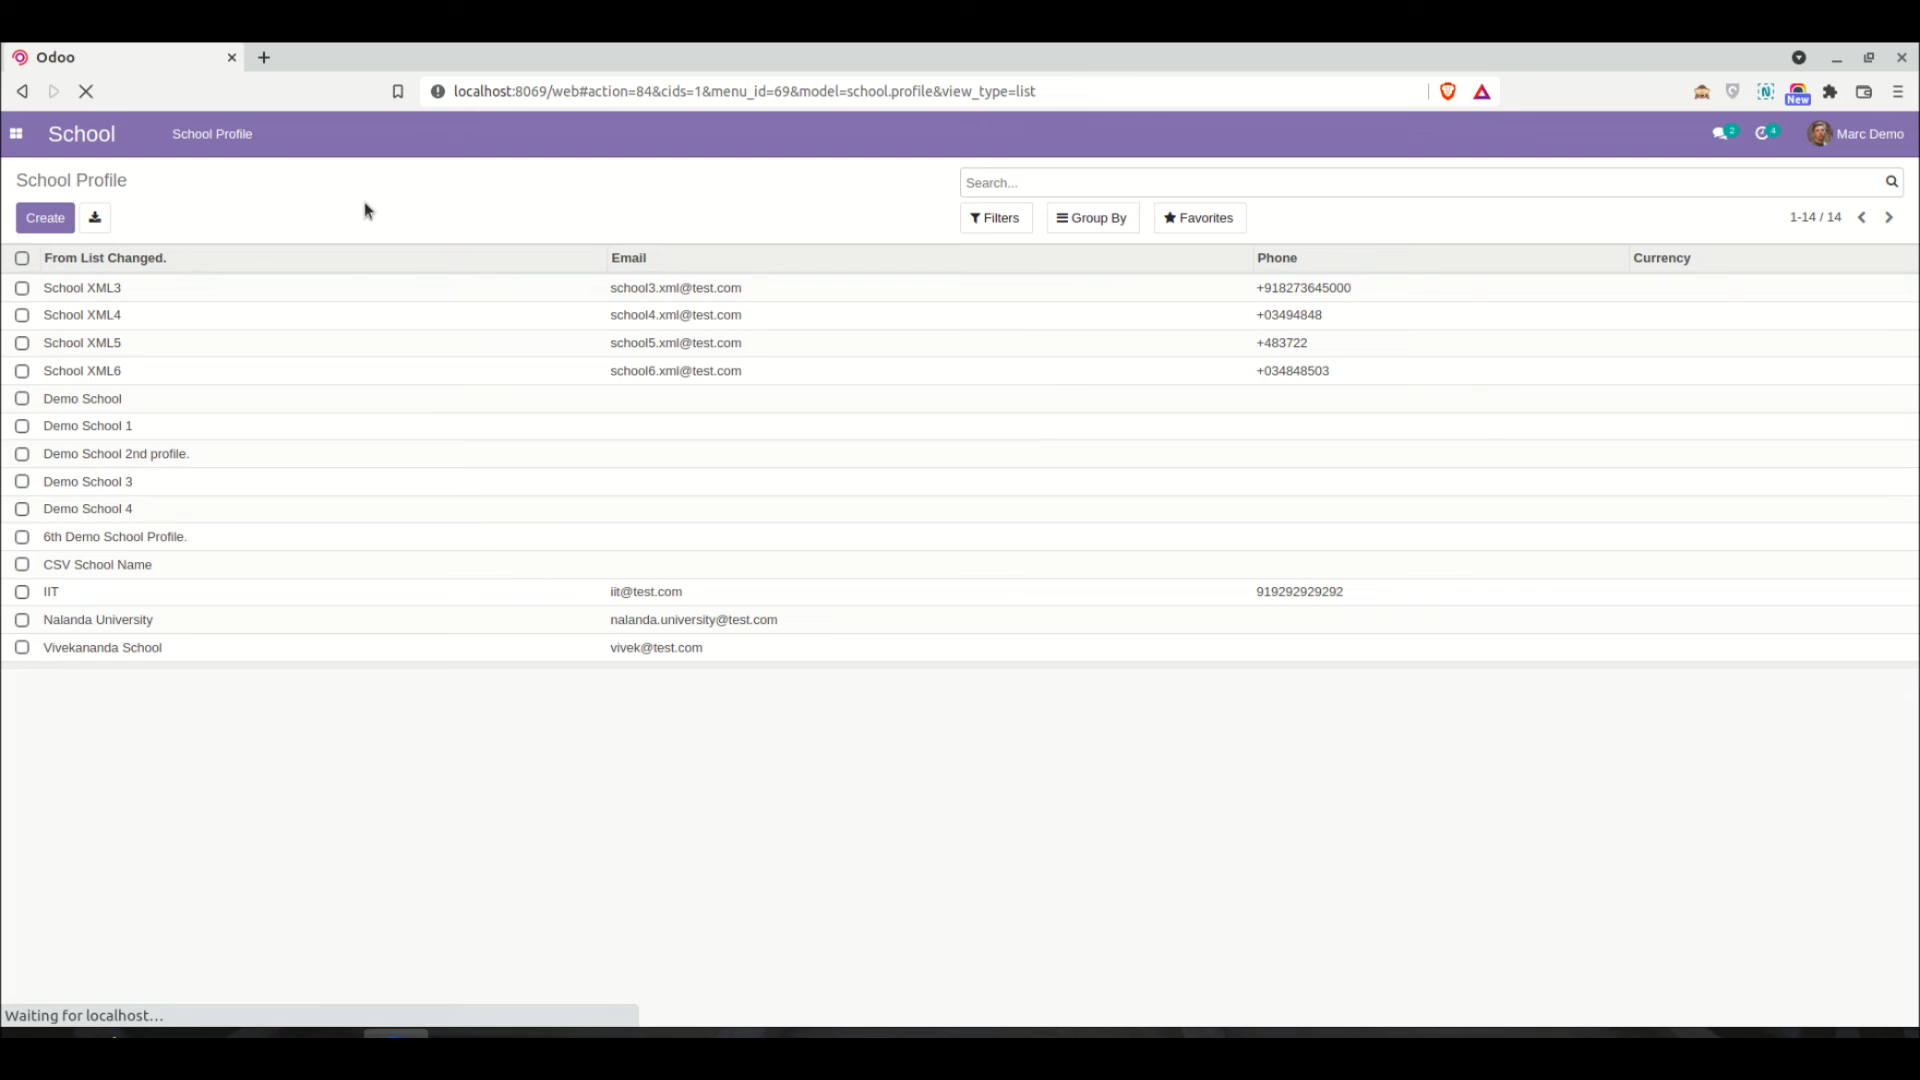 Odoo
localhost:8069/web#action=84&cids=1&menu_id=69&model=school.profile&view_type=list
New
School School Profile 2 4 Marc Demo
School Profile Search...
Create Filters Group By Favorites 1-14 / 14
From List Changed. Email Phone Currency
School XML3 school3.xml@test.com +918273645000
School XML4 school4.xml@test.com +03494848
School XML5 school5.xml@test.com +483722
School XML6 school6.xml@test.com +034848503
Demo School
Demo School 1
Demo School 2nd profile.
Demo School 3
Demo School 4
6th Demo School Profile.
CSV School Name
IIT iit@test.com 919292929292
Nalanda University nalanda.university@test.com
Vivekananda School vivek@test.com
Waiting for localhost...